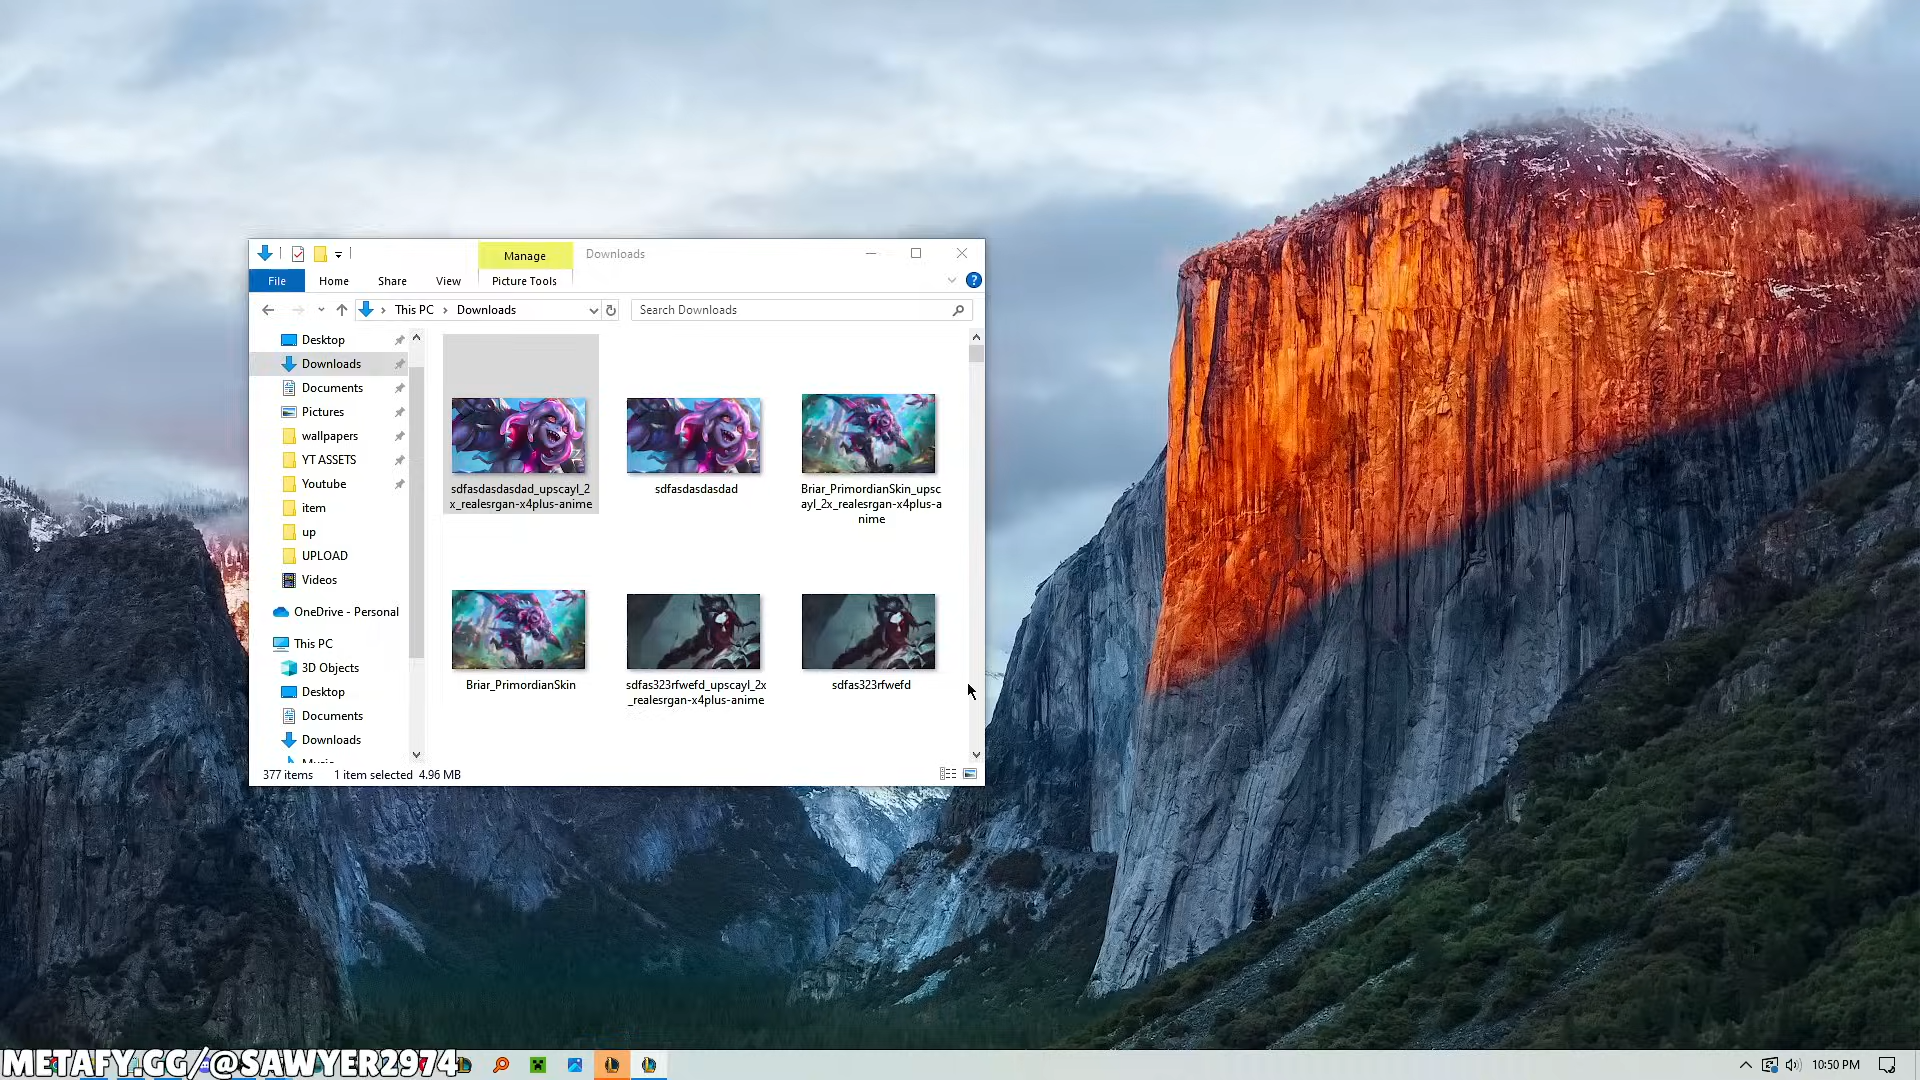 Manage
Downloads
File
Home
Share
View
Picture Tools
This PC
Downloads
Search Downloads
Desktop
Downloads
Documents
Pictures
wallpapers
YT ASSETS
Youtube
item
up
UPLOAD
Videos
OneDrive - Personal
This PC
3D Objects
Desktop
Documents
Downloads
sdfasdasdasdad_upscayl_2
x_realesrgan-x4plus-anime
sdfasdasdasdad
Briar_PrimordianSkin_upsc
ayl_2x_realesrgan-x4plus-a
nime
Briar_PrimordianSkin
sdfas323rfwefd_upscayl_2x
_realesrgan-x4plus-anime
sdfas323rfwefd
377 items
1 item selected 4.96 MB
METAFY.GG/@SAWYER2974
10:50 PM